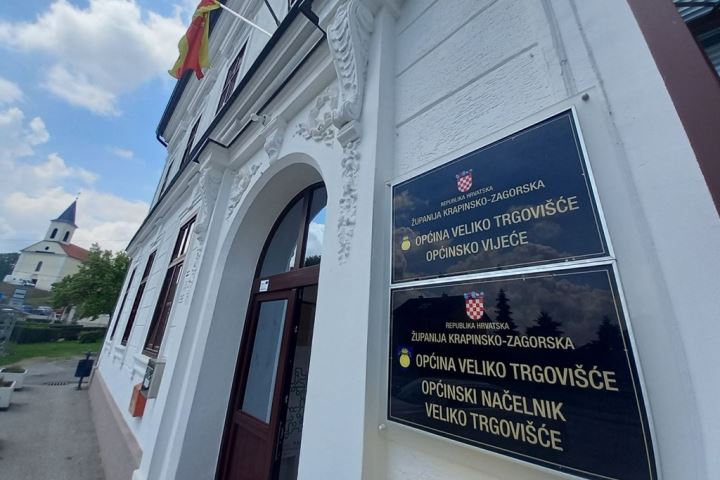 REPUBLIKA HRVATSKA
ŽUPANIJA KRAPINSKO-ZAGORSKA
OPĆINA VELIKO TRGOVIŠĆE
OPĆINSKO VIJEĆE
REPUBLIKA HRVATSKA
ŽUPANIJA KRAPINSKO-ZAGORSKA
OPĆINA VELIKO TRGOVIŠĆE
OPĆINSKI NAČELNIK
VELIKO TRGOVIŠĆE